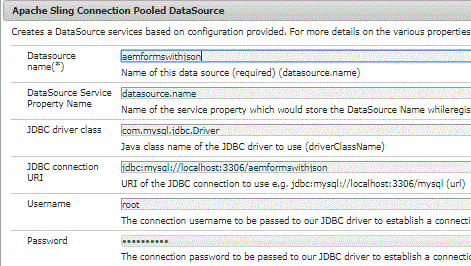 Apache Sling Connection Pooled DataSource
Creates a DataSource services based on configuration provided. For more details on the various properties
Datasource name(*)
aemformswithjson
Name of this data source (required) (datasource.name)
DataSource Service Property Name
datasource.name
Name of the service property which would store the DataSource Name whileregis
JDBC driver class
com.mysql.jdbc.Driver
Java class name of the JDBC driver to use (driverClassName)
JDBC connection URI
jdbc:mysql://localhost:3306/aemformswithjson
URI of the JDBC connection to use e.g. jdbc:mysql://localhost:3306/mysql (url)
Username
root
The connection username to be passed to our JDBC driver to establish a connecti
Password
••••••••••
The connection password to be passed to our JDBC driver to establish a connecti